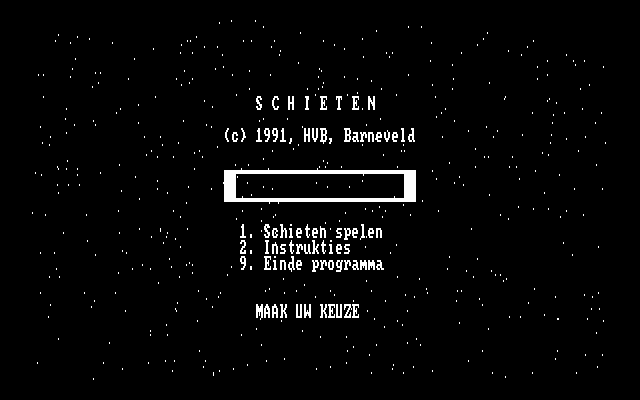 S C H I E T E N
(c) 1991, HVB, Barneveld
1. Schieten spelen
2. Instrukties
9. Einde programma
MAAK UW KEUZE